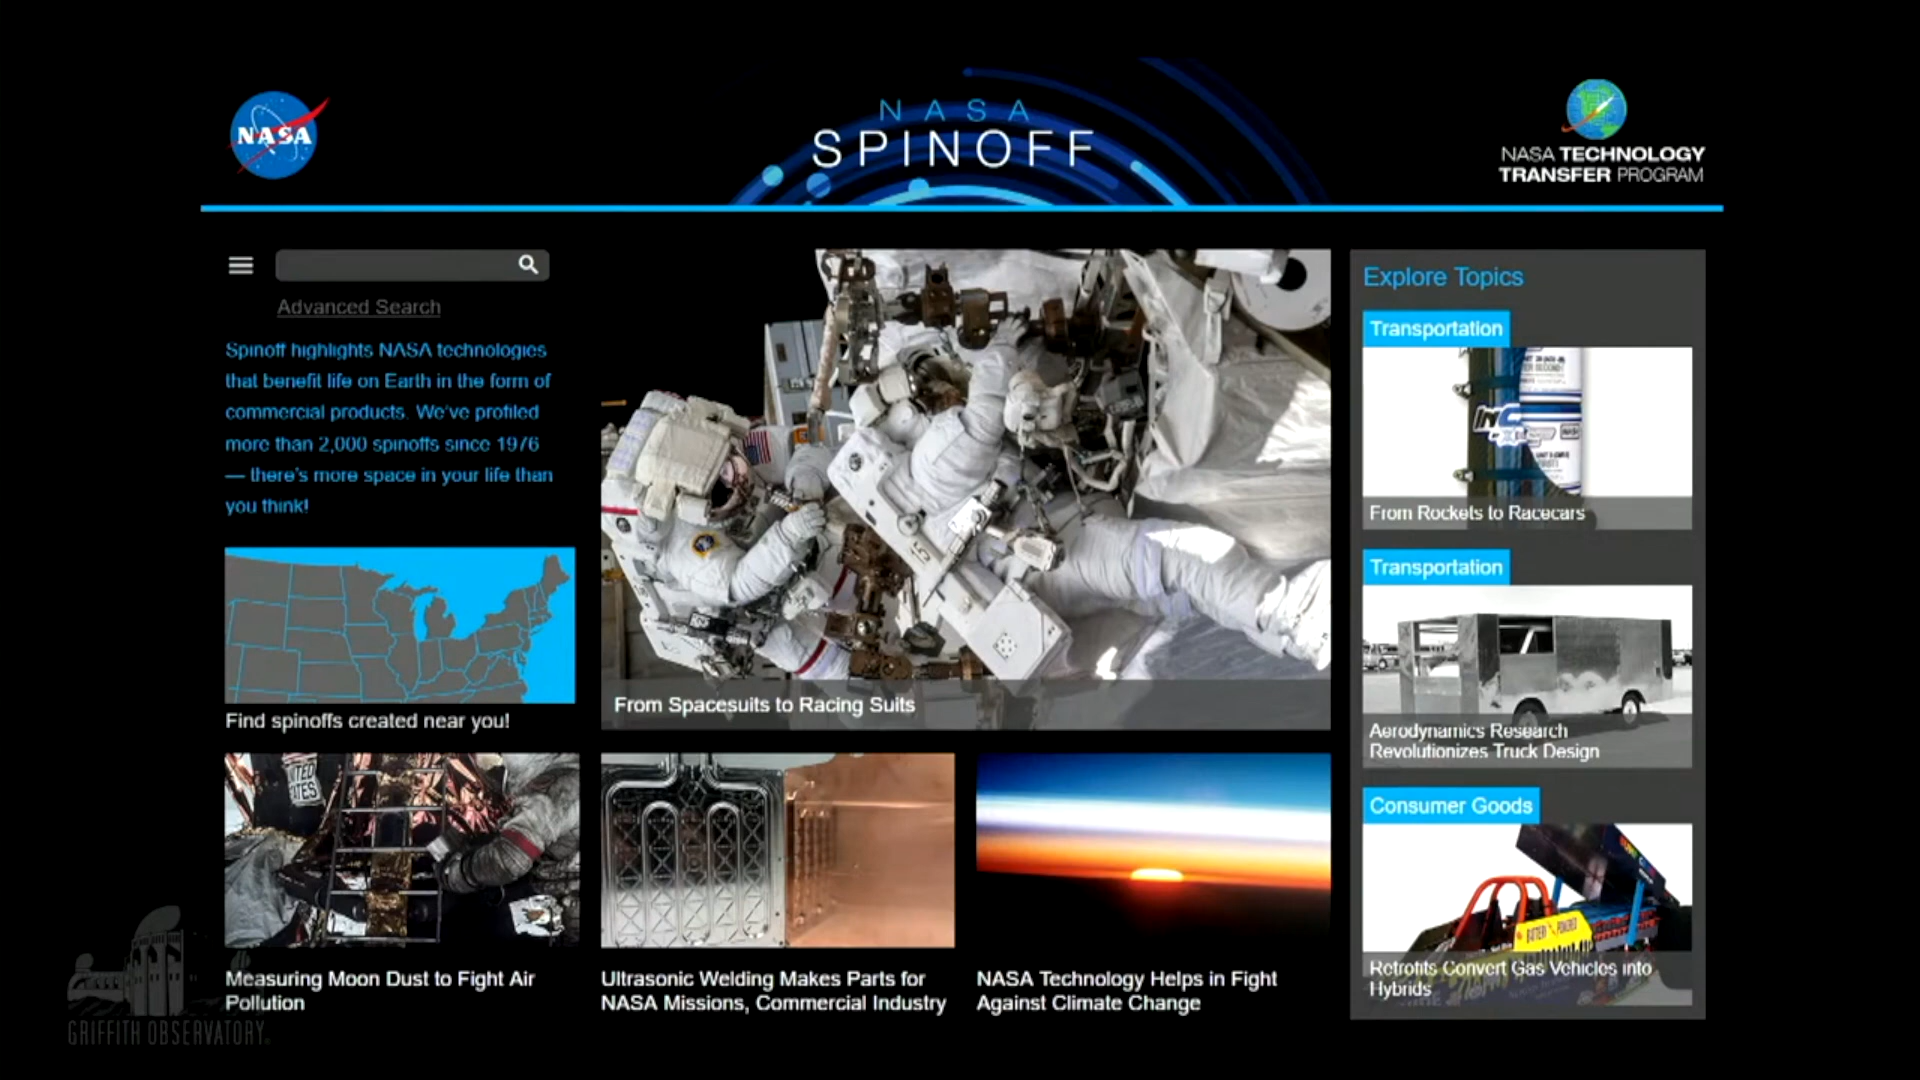 NASA
NASA
SPINOFF
NASA TECHNOLOGY
TRANSFER PROGRAM
Advanced Search
Spinoff highlights NASA technologies
that benefit life on Earth in the form of
commercial products. We've profiled
more than 2,000 spinoffs since 1976
— there's more space in your life than
you think!
Find spinoffs created near you!
From Spacesuits to Racing Suits
Explore Topics
Transportation
From Rockets to Racecars
Transportation
Aerodynamics Research
Revolutionizes Truck Design
Consumer Goods
BATTERY POWERED
Retrofits Convert Gas Vehicles into
Hybrids
Measuring Moon Dust to Fight Air
Pollution
Ultrasonic Welding Makes Parts for
NASA Missions, Commercial Industry
NASA Technology Helps in Fight
Against Climate Change
GRIFFITH OBSERVATORY